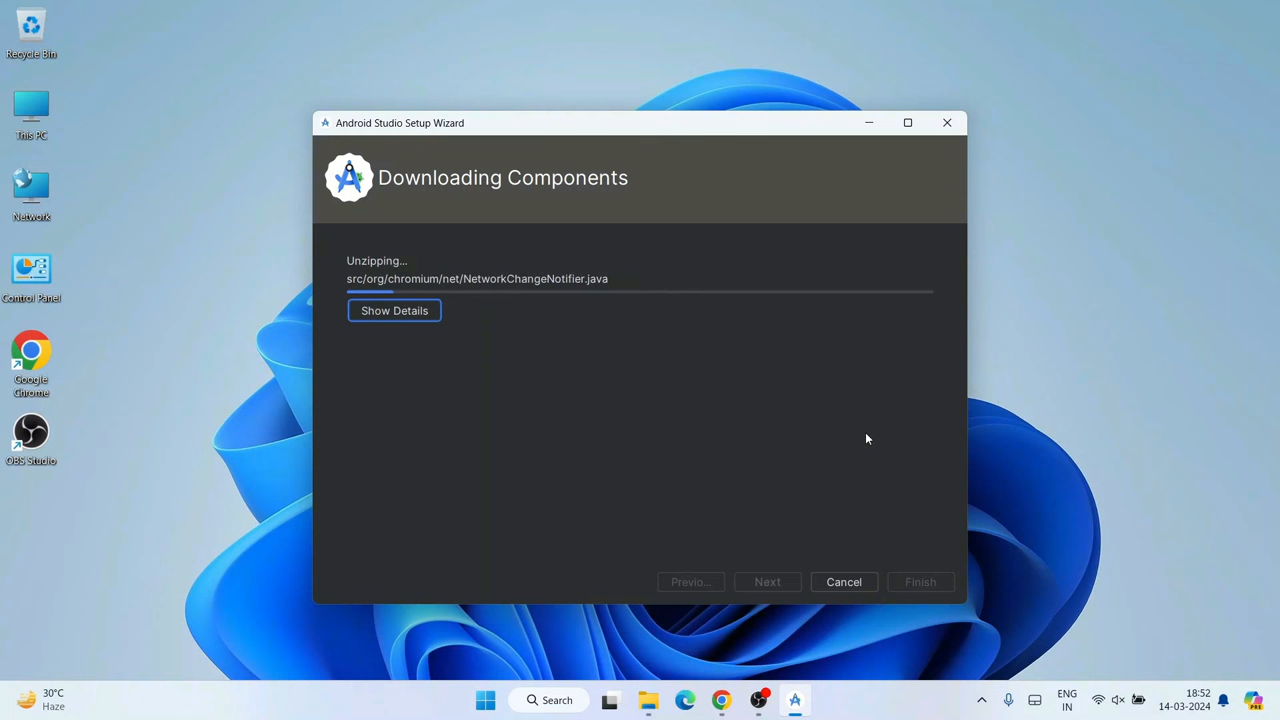 Recycle Bin
This PC
Network
Control Panel
Google
Chrome
OBS Studio
Android Studio Setup Wizard
Downloading Components
Unzipping...
src/org/chromium/net/NetworkChangeNotifier.java
Show Details
Previo...
Next
Cancel
Finish
30°C
Haze
Search
ENG
IN
18:52
14-03-2024
PRE